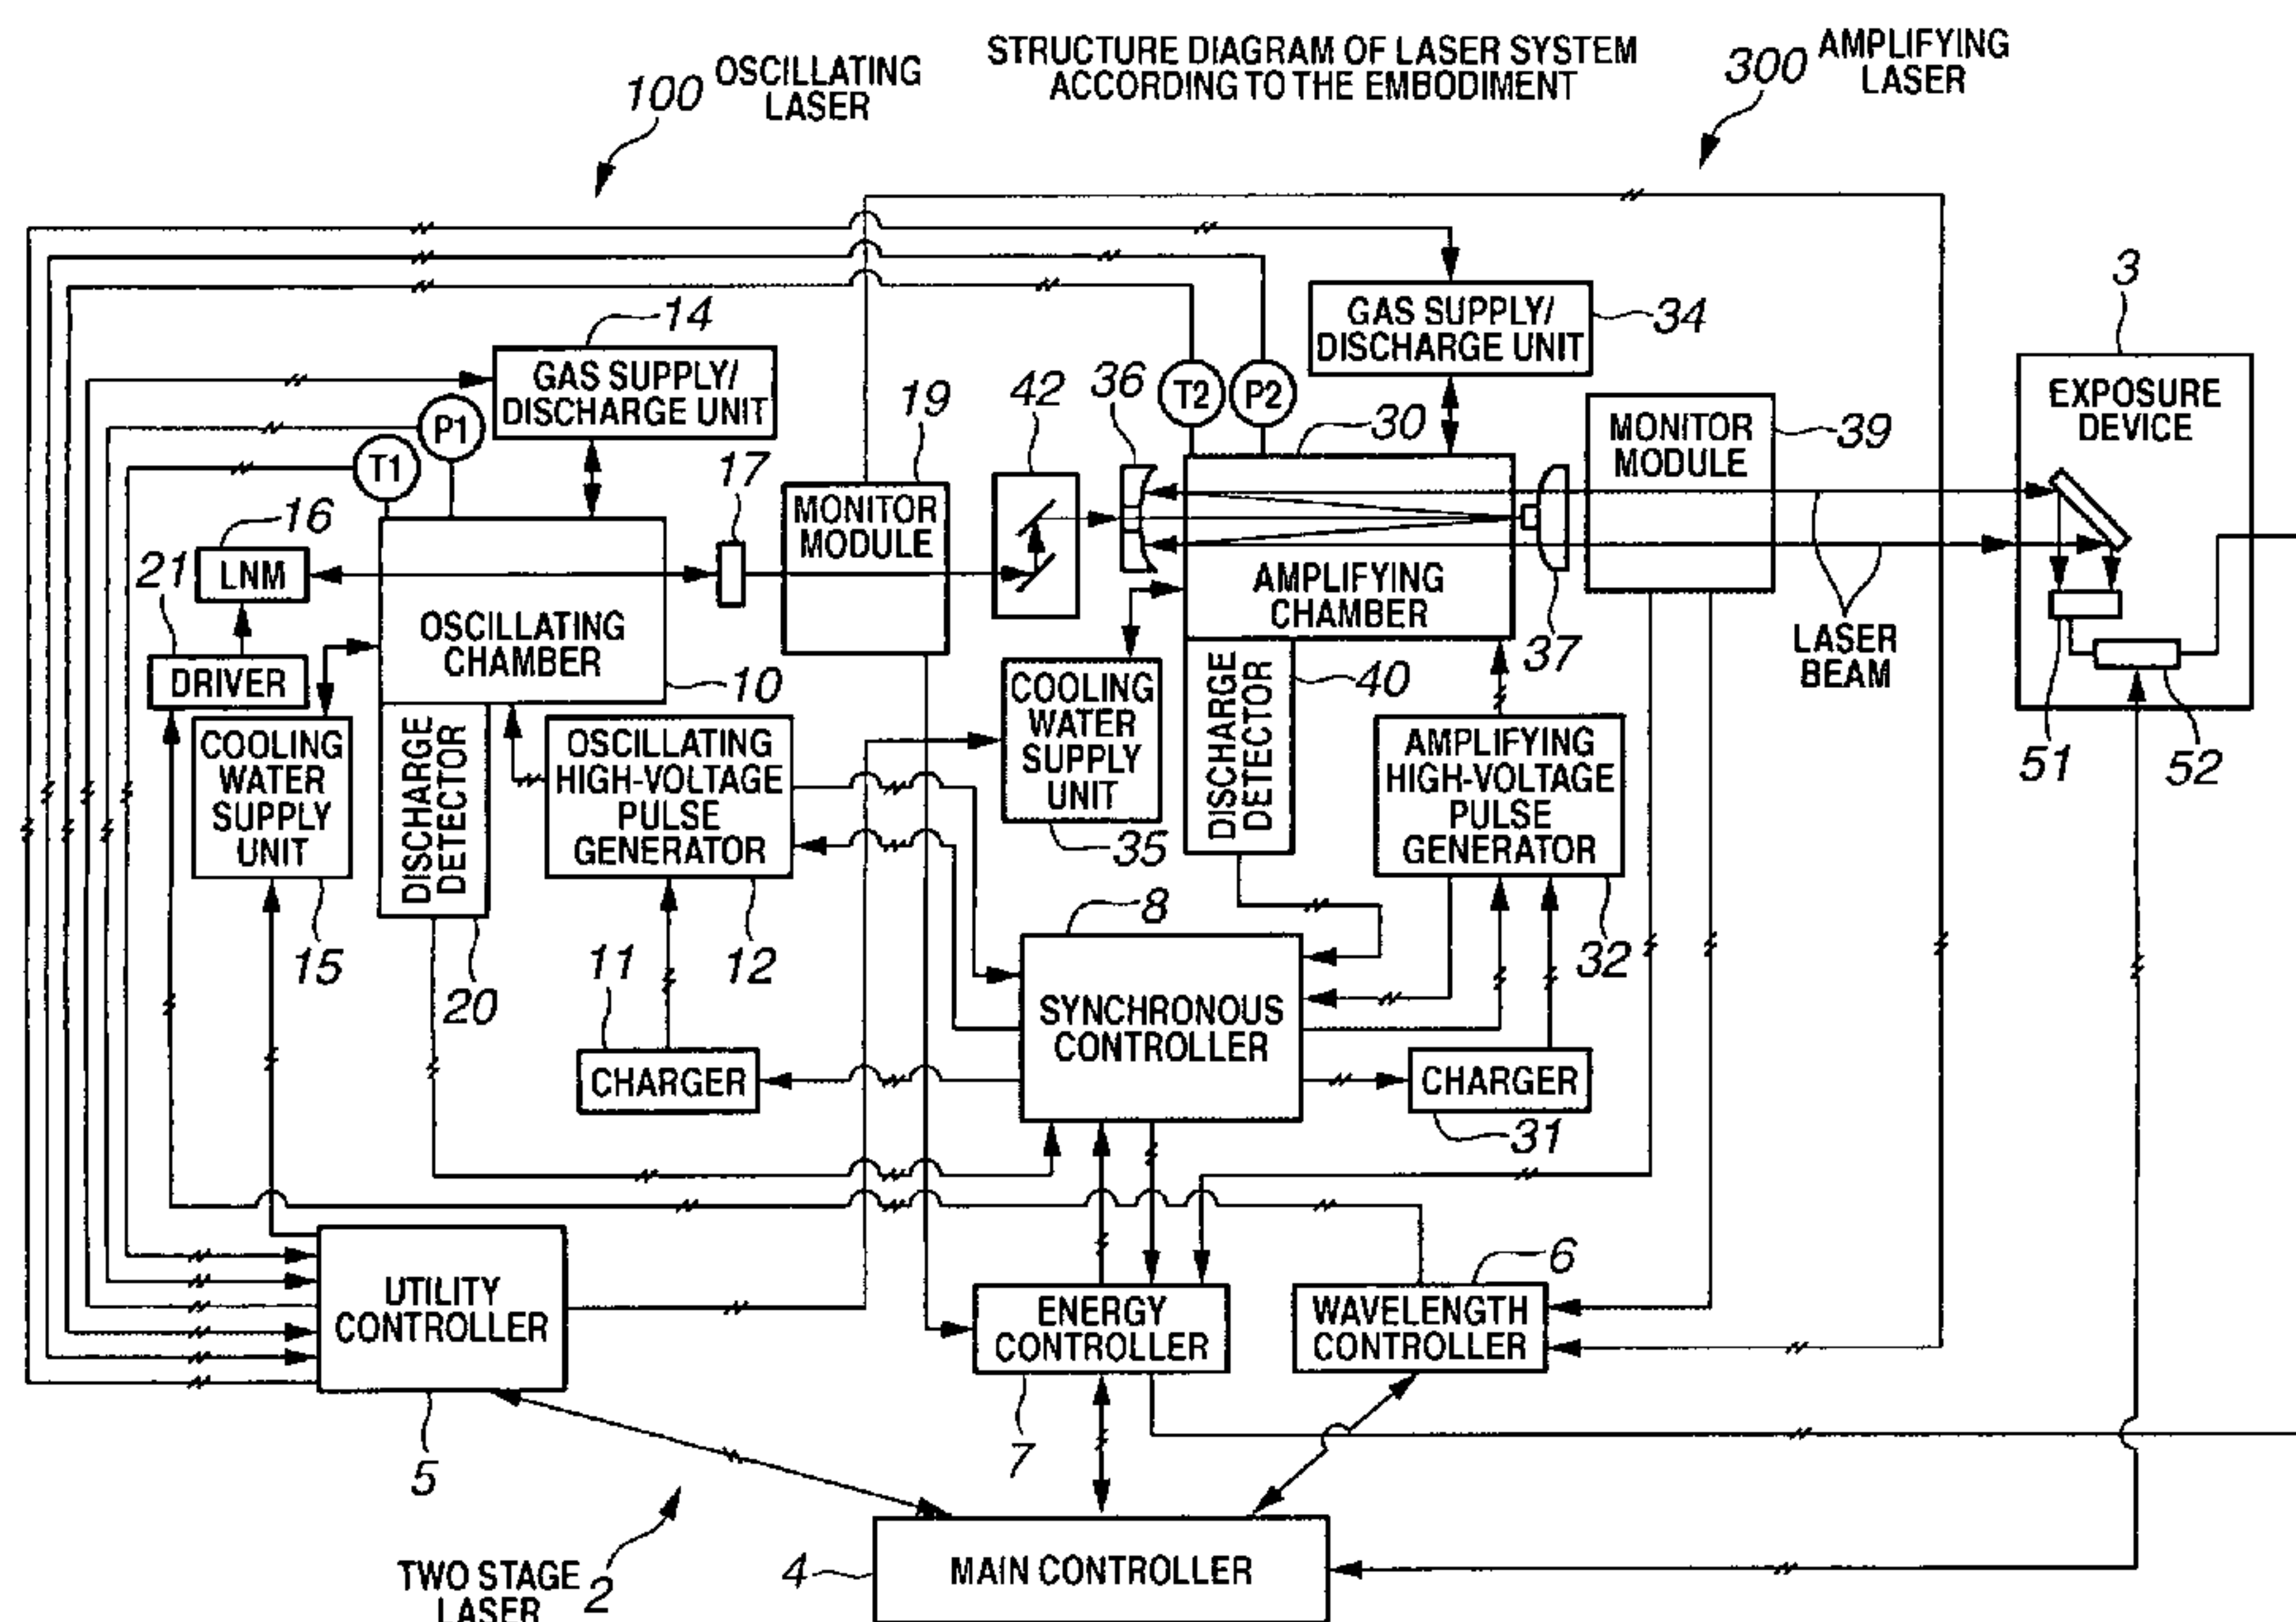 STRUCTURE DIAGRAM OF LASER SYSTEM
ACCORDING TO THE EMBODIMENT
100 OSCILLATING
LASER
300 AMPLIFYING
LASER
3
EXPOSURE
DEVICE
14
GAS SUPPLY/
DISCHARGE UNIT
GAS SUPPLY/
DISCHARGE UNIT
34
T1
P1
T2
P2
16
LNM
21
DRIVER
17
19
MONITOR
MODULE
42
36
30
MONITOR
MODULE
39
OSCILLATING
CHAMBER
10
AMPLIFYING
CHAMBER
37
LASER
BEAM
51
52
COOLING
WATER
SUPPLY
UNIT
15
DISCHARGE
DETECTOR
20
OSCILLATING
HIGH-VOLTAGE
PULSE
GENERATOR
12
COOLING
WATER
SUPPLY
UNIT
35
DISCHARGE
DETECTOR
40
AMPLIFYING
HIGH-VOLTAGE
PULSE
GENERATOR
32
11
CHARGER
8
SYNCHRONOUS
CONTROLLER
CHARGER
31
UTILITY
CONTROLLER
5
ENERGY
CONTROLLER
7
6
WAVELENGTH
CONTROLLER
4
MAIN CONTROLLER
TWO STAGE
LASER
2